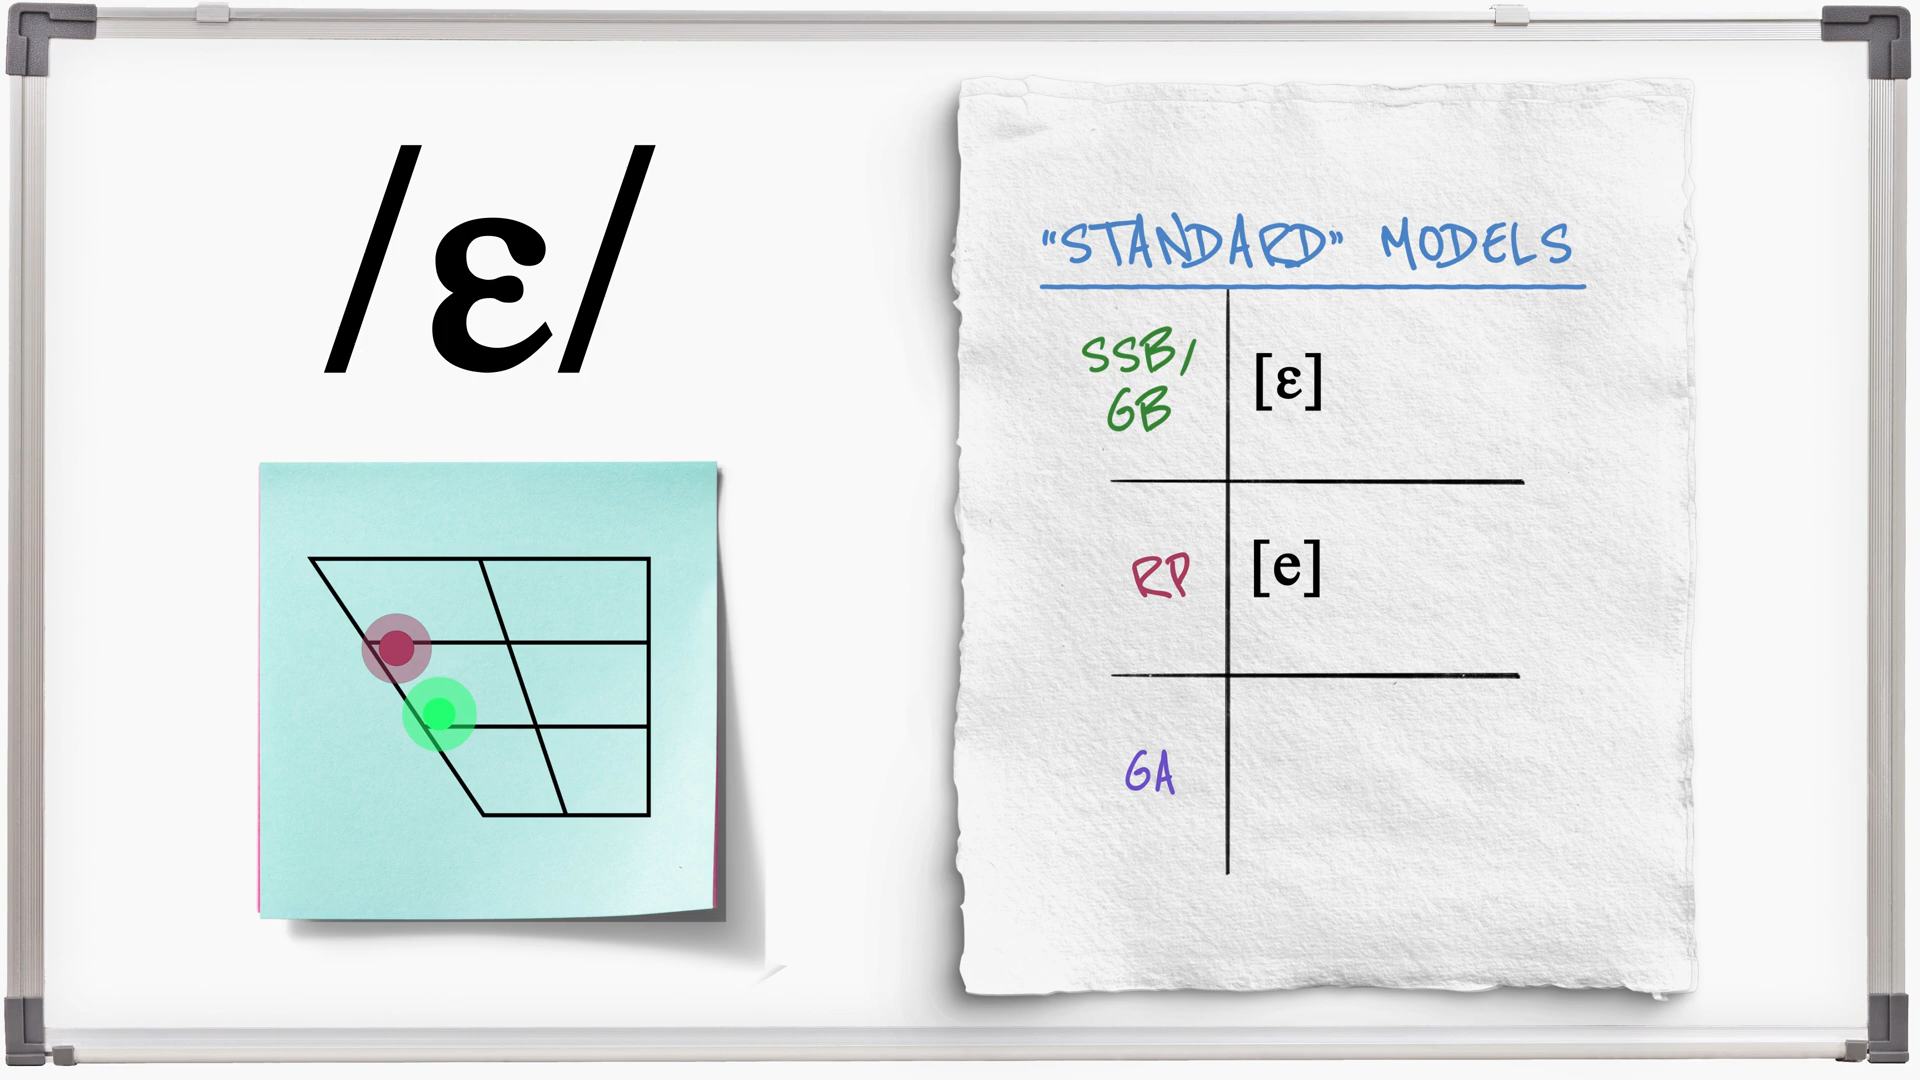 /ɛ/
"STANDARD" MODELS
SSB/
GB
[ɛ]
RP
[e]
GA